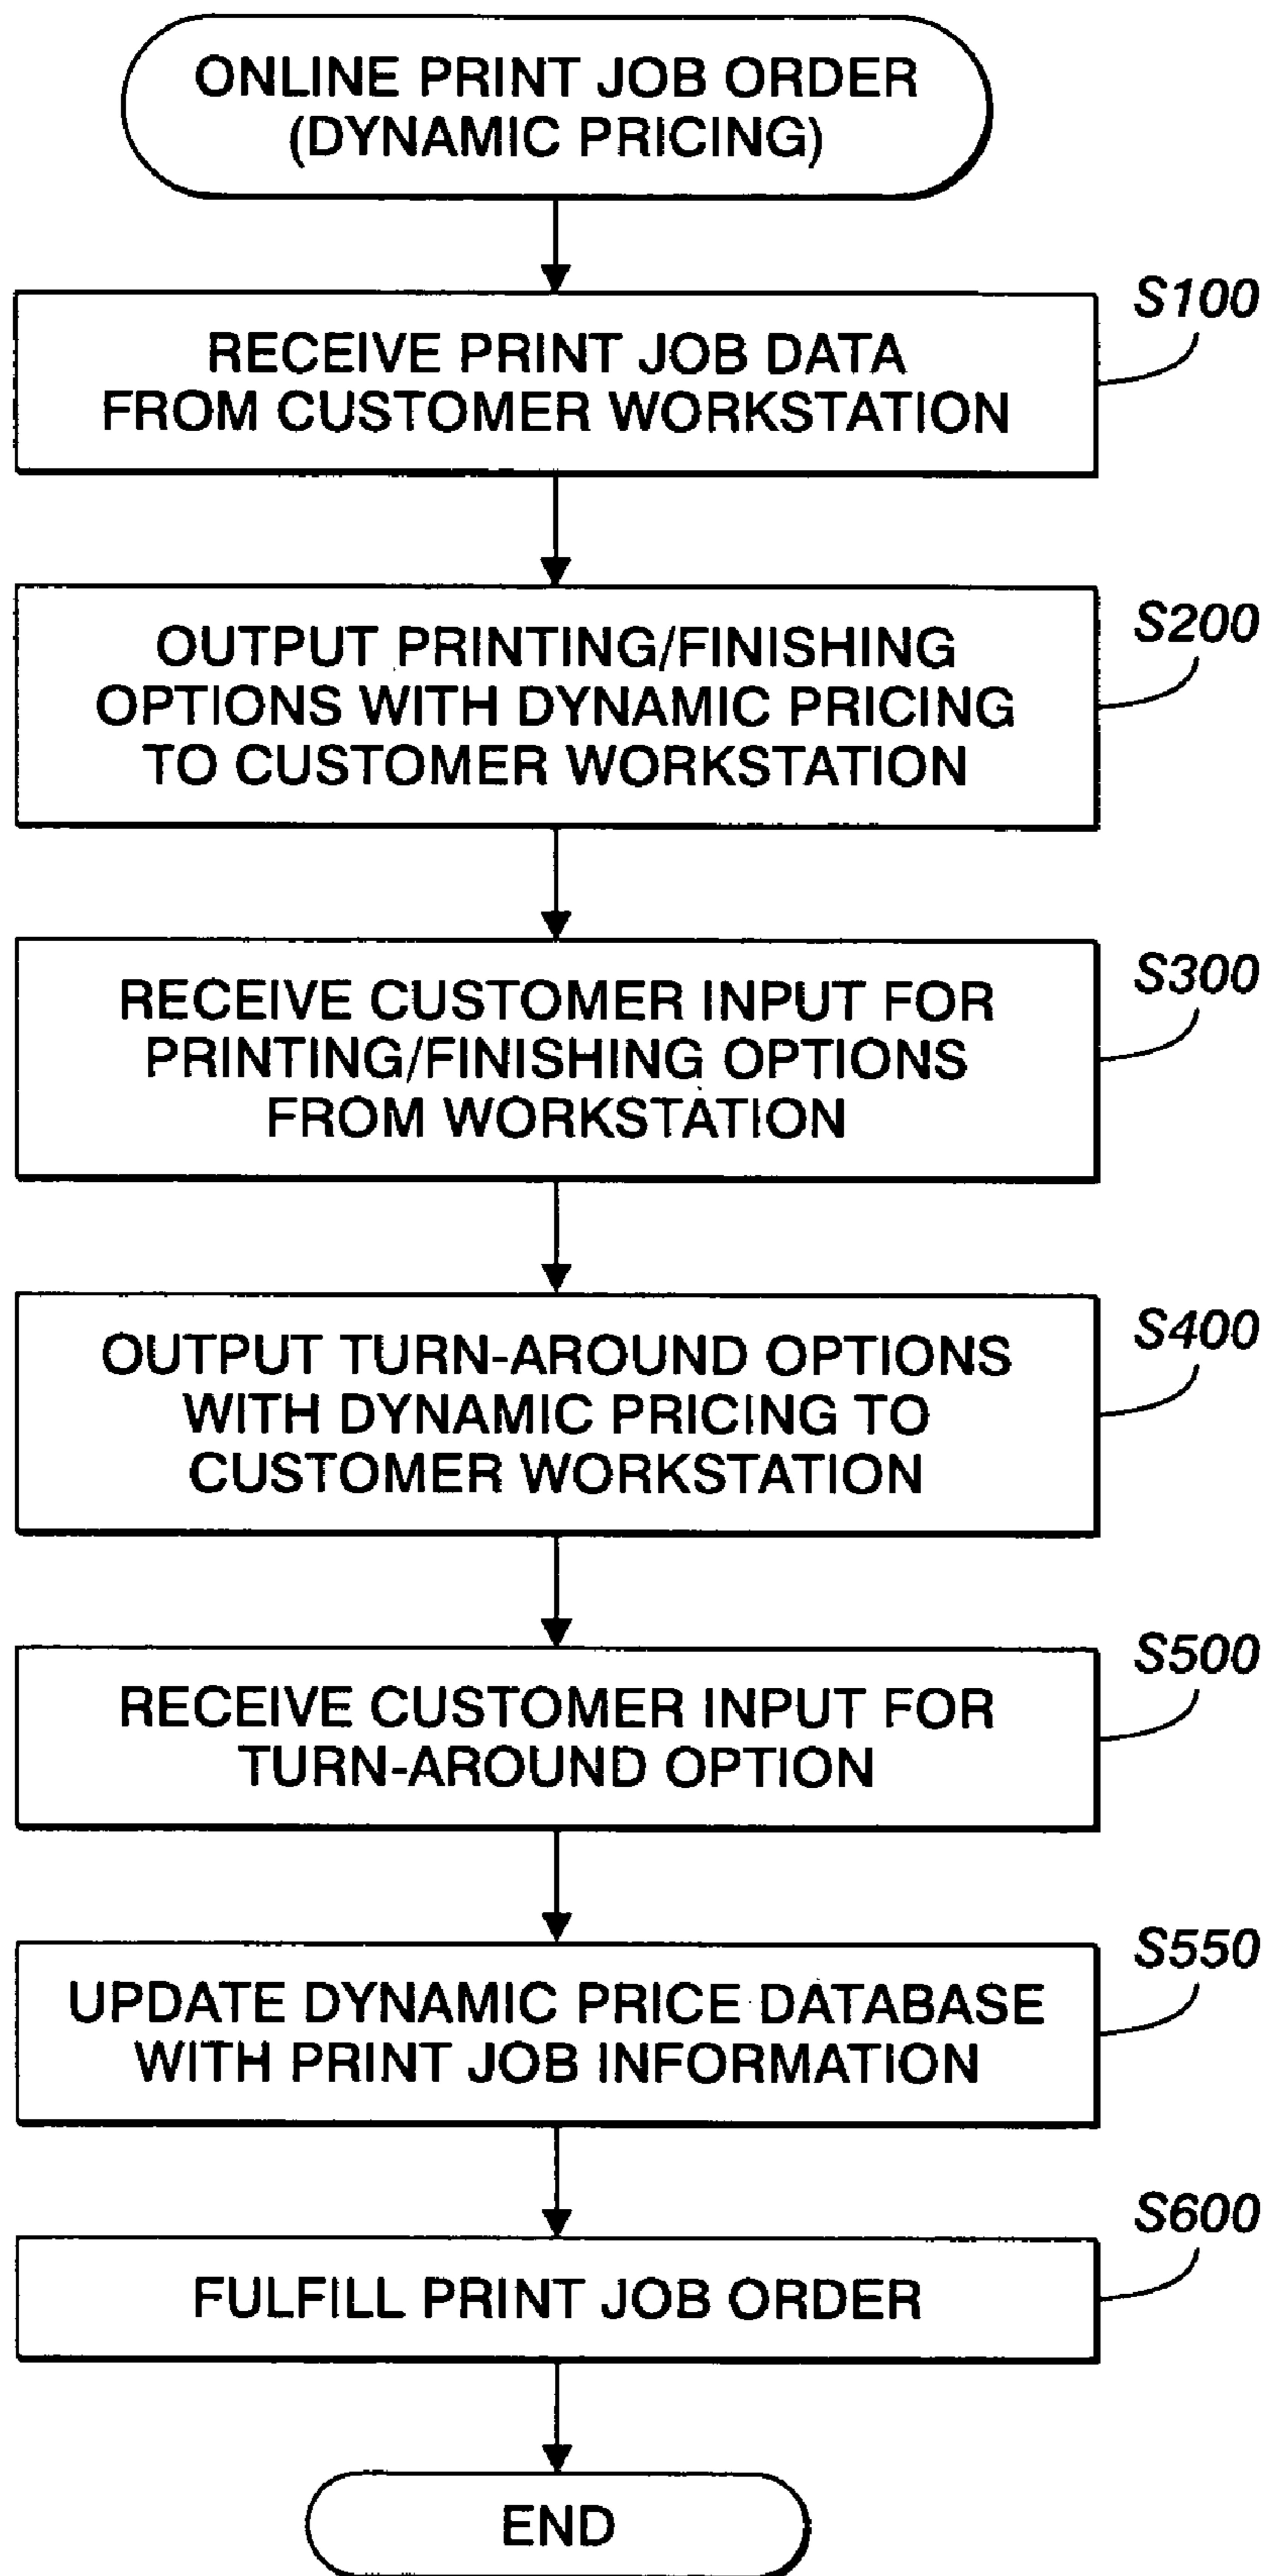 ONLINE PRINT JOB ORDER
(DYNAMIC PRICING)
S100
RECEIVE PRINT JOB DATA
FROM CUSTOMER WORKSTATION
S200
OUTPUT PRINTING/FINISHING
OPTIONS WITH DYNAMIC PRICING
TO CUSTOMER WORKSTATION
S300
RECEIVE CUSTOMER INPUT FOR
PRINTING/FINISHING OPTIONS
FROM WORKSTATION
S400
OUTPUT TURN-AROUND OPTIONS
WITH DYNAMIC PRICING TO
CUSTOMER WORKSTATION
S500
RECEIVE CUSTOMER INPUT FOR
TURN-AROUND OPTION
S550
UPDATE DYNAMIC PRICE DATABASE
WITH PRINT JOB INFORMATION
S600
FULFILL PRINT JOB ORDER
END